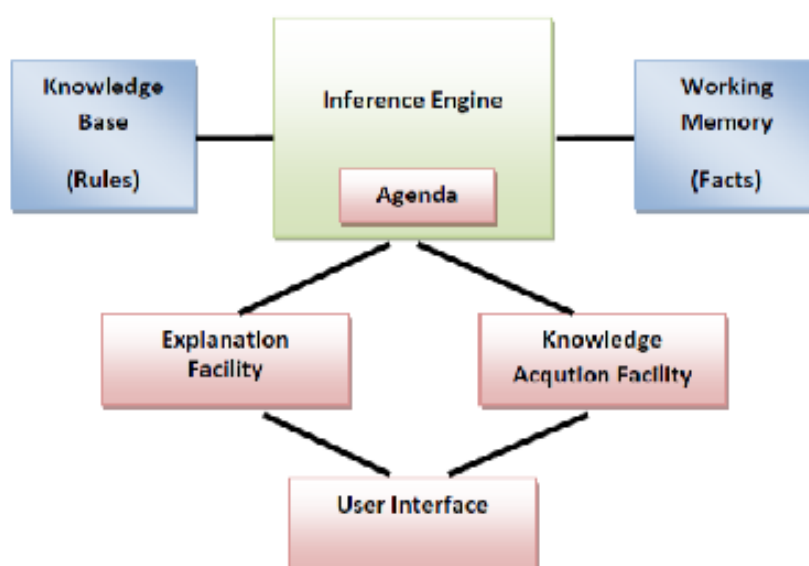 Knowledge
Base
(Rules)
Inference Engine
Agenda
Working
Memory
(Facts)
Explanation
Facility
Knowledge
Acqution Facility
User Interface